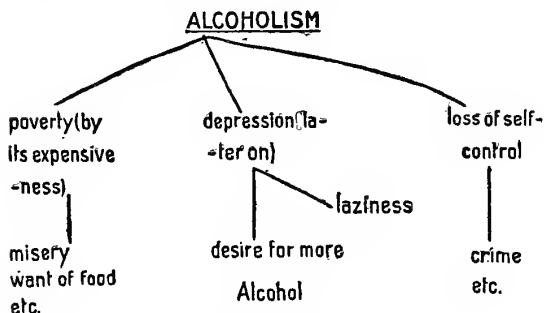 ALCOHOLISM
poverty(by
its expensive
-ness)
misery
want of food
etc.
depression(la-
-ter on)
laziness
desire for more
Alcohol
loss of self-
control
crime
etc.